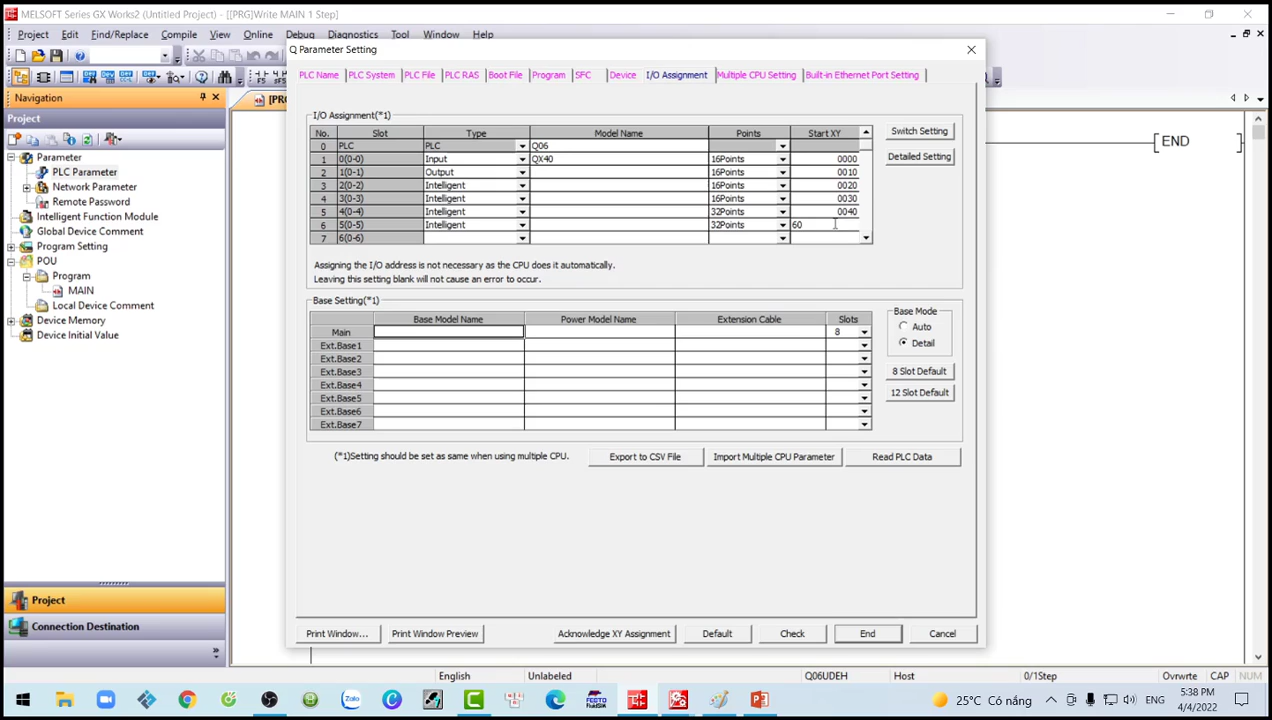 MELSOFT Series GX Works2 (Untitled Project) - [[PRG]Write MAIN 1 Step]
Project Edit Find/Replace Compile View Online Debug Diagnostics Tool Window Help
Navigation
Project
Parameter
PLC Parameter
Network Parameter
Remote Password
Intelligent Function Module
Global Device Comment
Program Setting
POU
Program
MAIN
Local Device Comment
Device Memory
Device Initial Value
Project
Connection Destination
[PR
END
Q Parameter Setting
PLC Name PLC System PLC File PLC RAS Boot File Program SFC Device I/O Assignment Multiple CPU Setting Built-in Ethernet Port Setting
I/O Assignment(*1)
No. Slot Type Model Name Points Start XY
0 PLC PLC Q06
1 0(0-0) Input QX40 16Points 0000
2 1(0-1) Output 16Points 0010
3 2(0-2) Intelligent 16Points 0020
4 3(0-3) Intelligent 16Points 0030
5 4(0-4) Intelligent 32Points 0040
6 5(0-5) Intelligent 32Points 60
7 6(0-6)
Switch Setting
Detailed Setting
Assigning the I/O address is not necessary as the CPU does it automatically.
Leaving this setting blank will not cause an error to occur.
Base Setting(*1)
Base Model Name Power Model Name Extension Cable Slots
Main 8
Ext.Base1
Ext.Base2
Ext.Base3
Ext.Base4
Ext.Base5
Ext.Base6
Ext.Base7
Base Mode
Auto
Detail
8 Slot Default
12 Slot Default
(*1)Setting should be set as same when using multiple CPU.
Export to CSV File
Import Multiple CPU Parameter
Read PLC Data
Print Window...
Print Window Preview
Acknowledge XY Assignment
Default
Check
End
Cancel
English Unlabeled Q06UDEH Host 0/1Step Ovrwrte CAP NUM
Zalo
FESTO
FluidSIM
25°C Có nắng
ENG
5:38 PM
4/4/2022